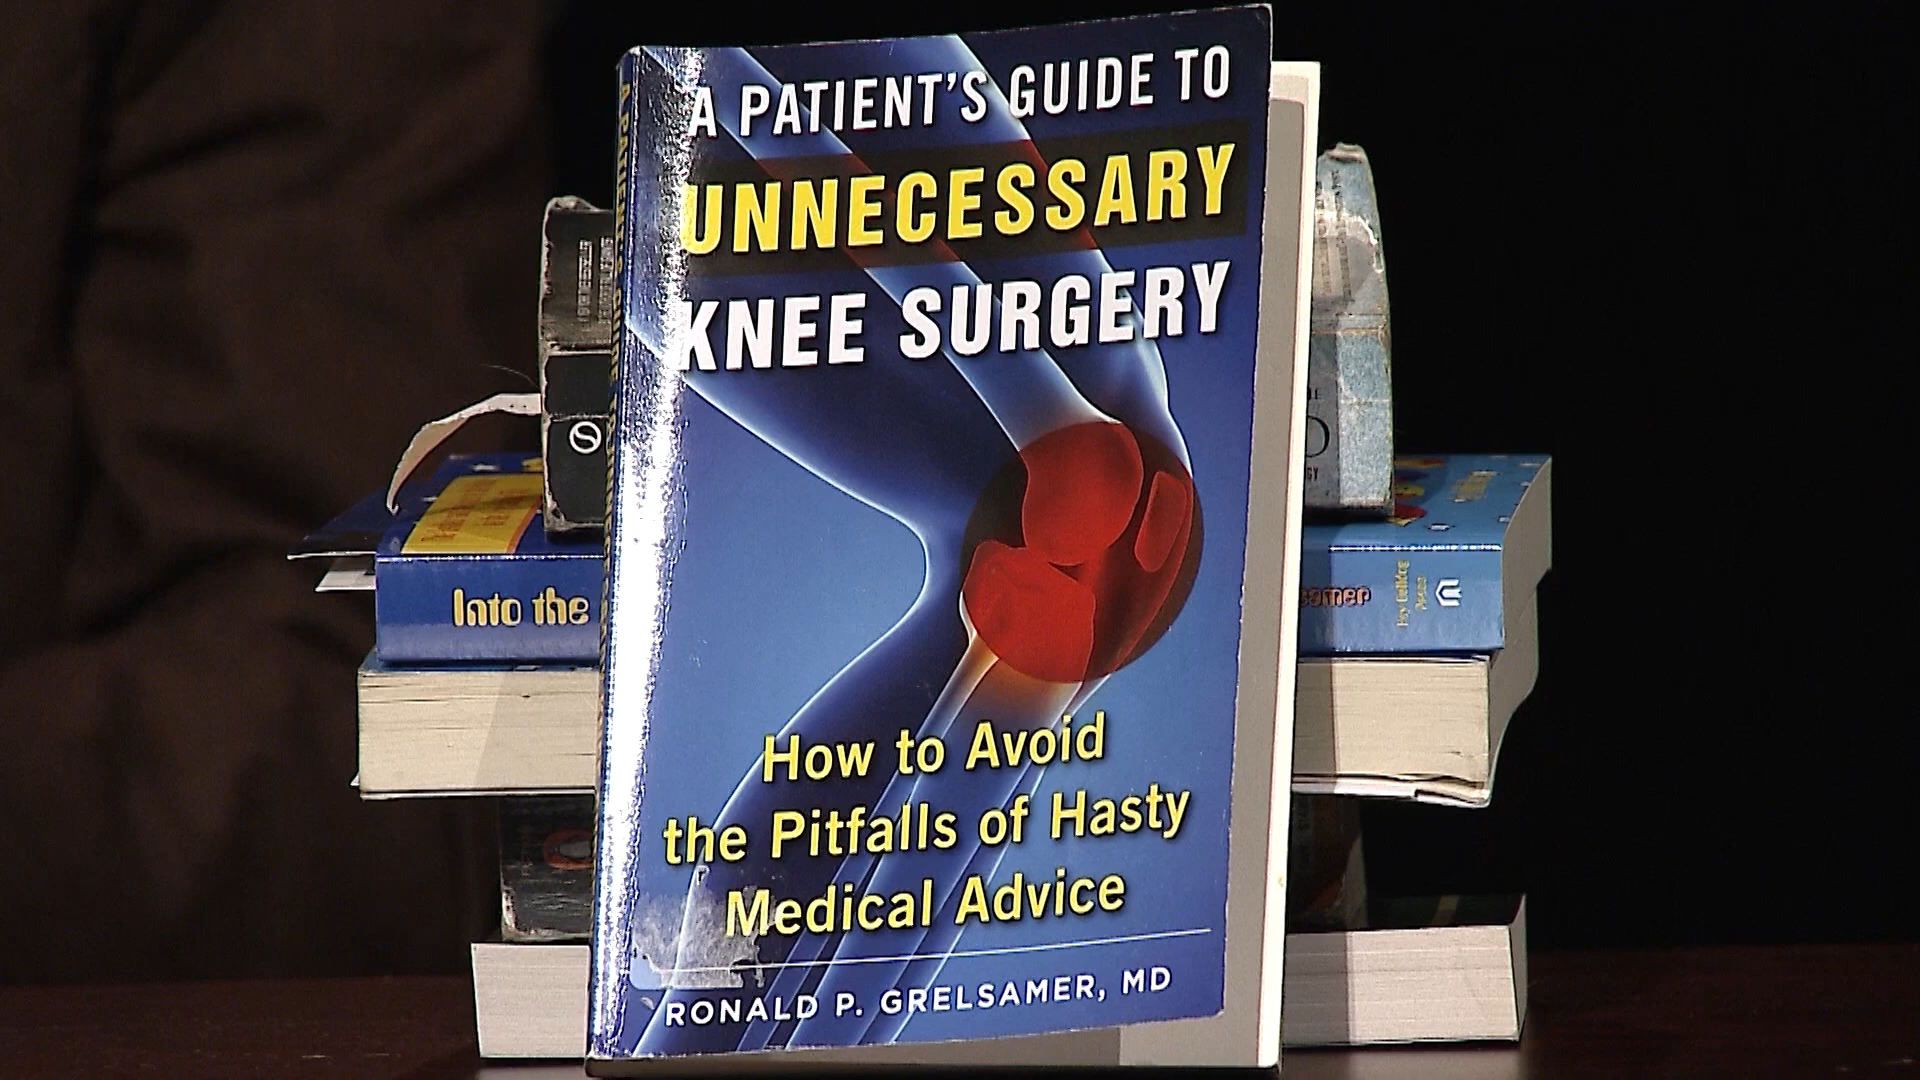 A PATIENT'S GUIDE TO
UNNECESSARY
KNEE SURGERY
How to Avoid
the Pitfalls of Hasty
Medical Advice
RONALD P. GRELSAMER, MD
Into the